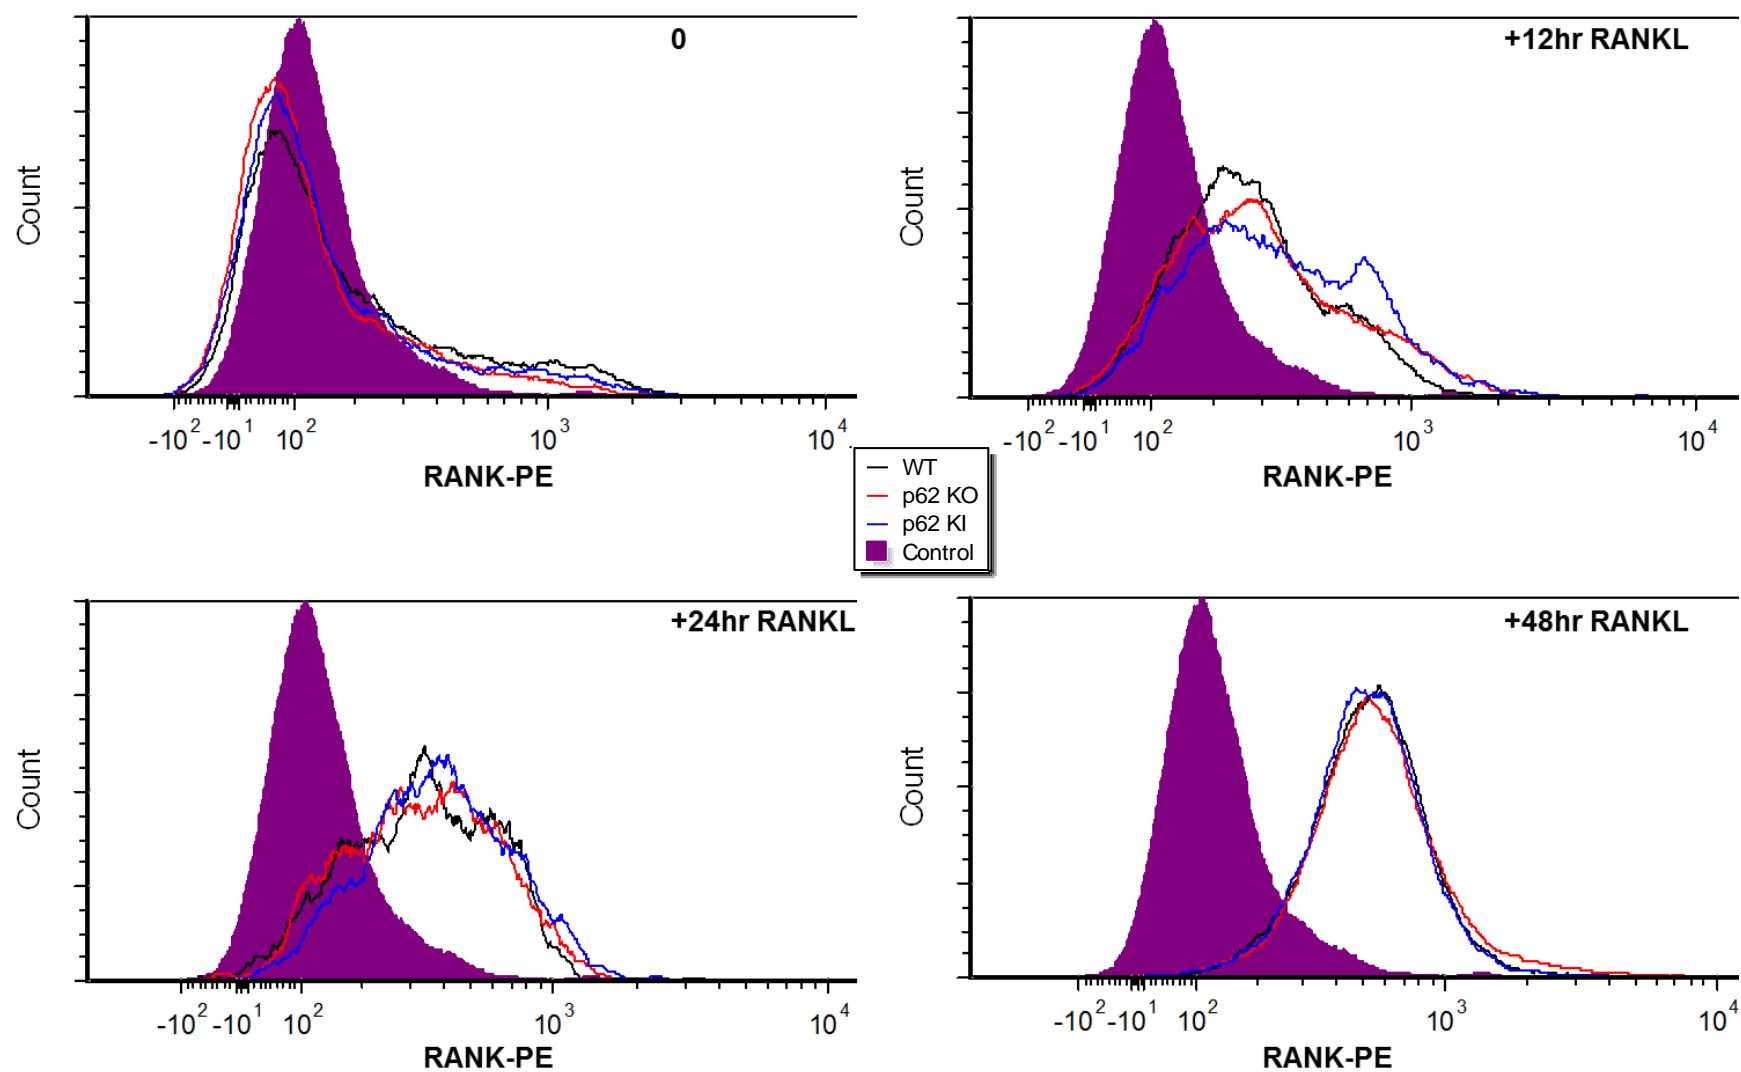 0
Count
-10² -10¹ 10² 10³ 10⁴
RANK-PE
+12hr RANKL
Count
-10² -10¹ 10² 10³ 10⁴
RANK-PE
WT
p62 KO
p62 KI
Control
+24hr RANKL
Count
-10² -10¹ 10² 10³ 10⁴
RANK-PE
+48hr RANKL
Count
-10² -10¹ 10² 10³ 10⁴
RANK-PE